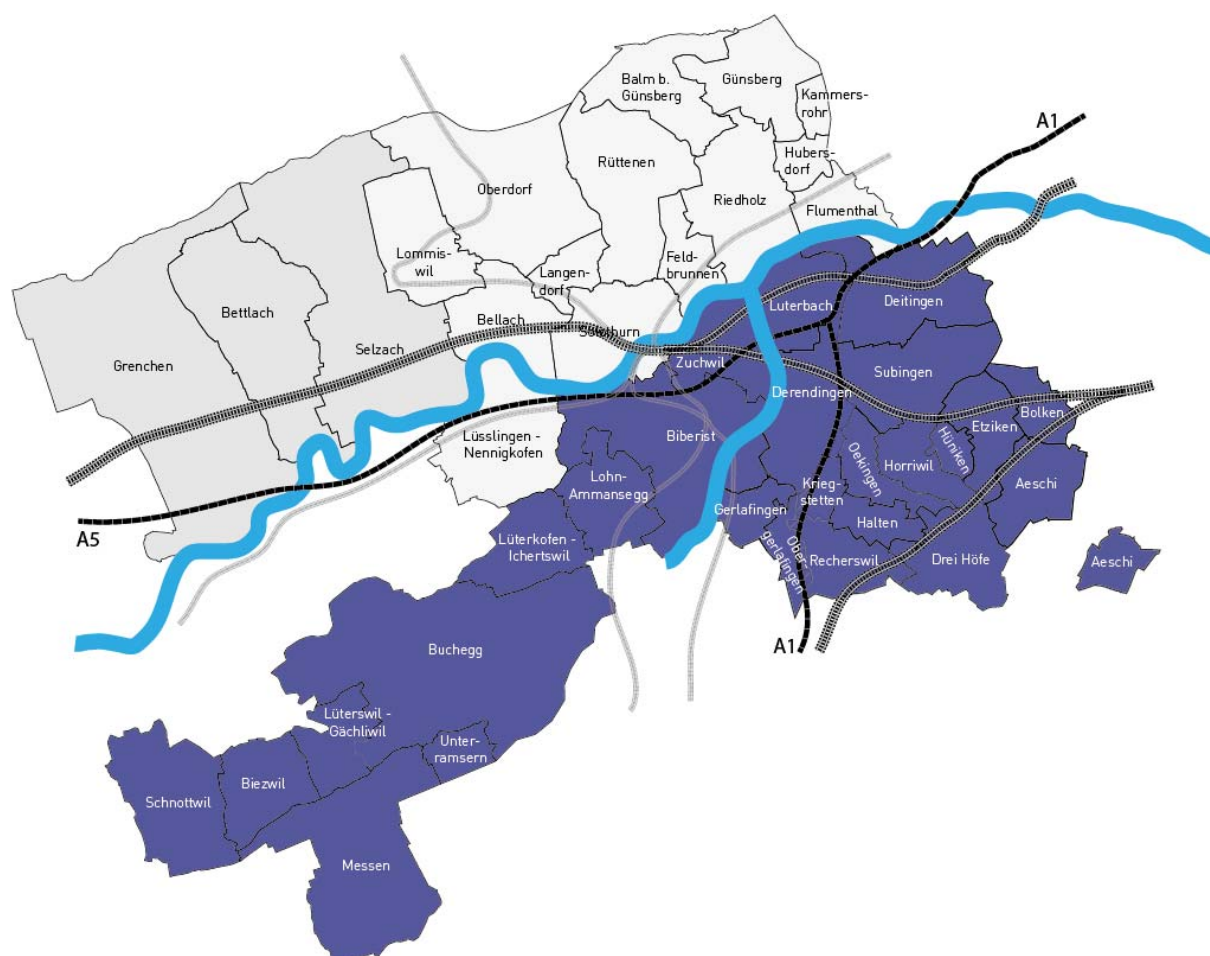 Balm b.
Günsberg
Günsberg
Kammers-
rohr
A1
Rüttenen
Hubers-
dorf
Oberdorf
Riedholz
Flumenthal
Lommis-
wil
Langen-
dorf
Feld-
brunnen
Bettlach
Bellach
Solothurn
Luterbach
Deitingen
Grenchen
Selzach
Zuchwil
Derendingen
Subingen
Bolken
Etziken
Hüniken
Lüsslingen -
Nennigkofen
Biberist
Oekingen
Horriwil
Lohn-
Ammansegg
Krieg-
stetten
Aeschi
A5
Gerlafingen
Halten
Lüterkofen -
Ichertswil
Ober-
gerlafingen
Recherswil
Drei Höfe
Aeschi
A1
Buchegg
Lüterswil -
Gächliwil
Unter-
ramsern
Biezwil
Schnottwil
Messen